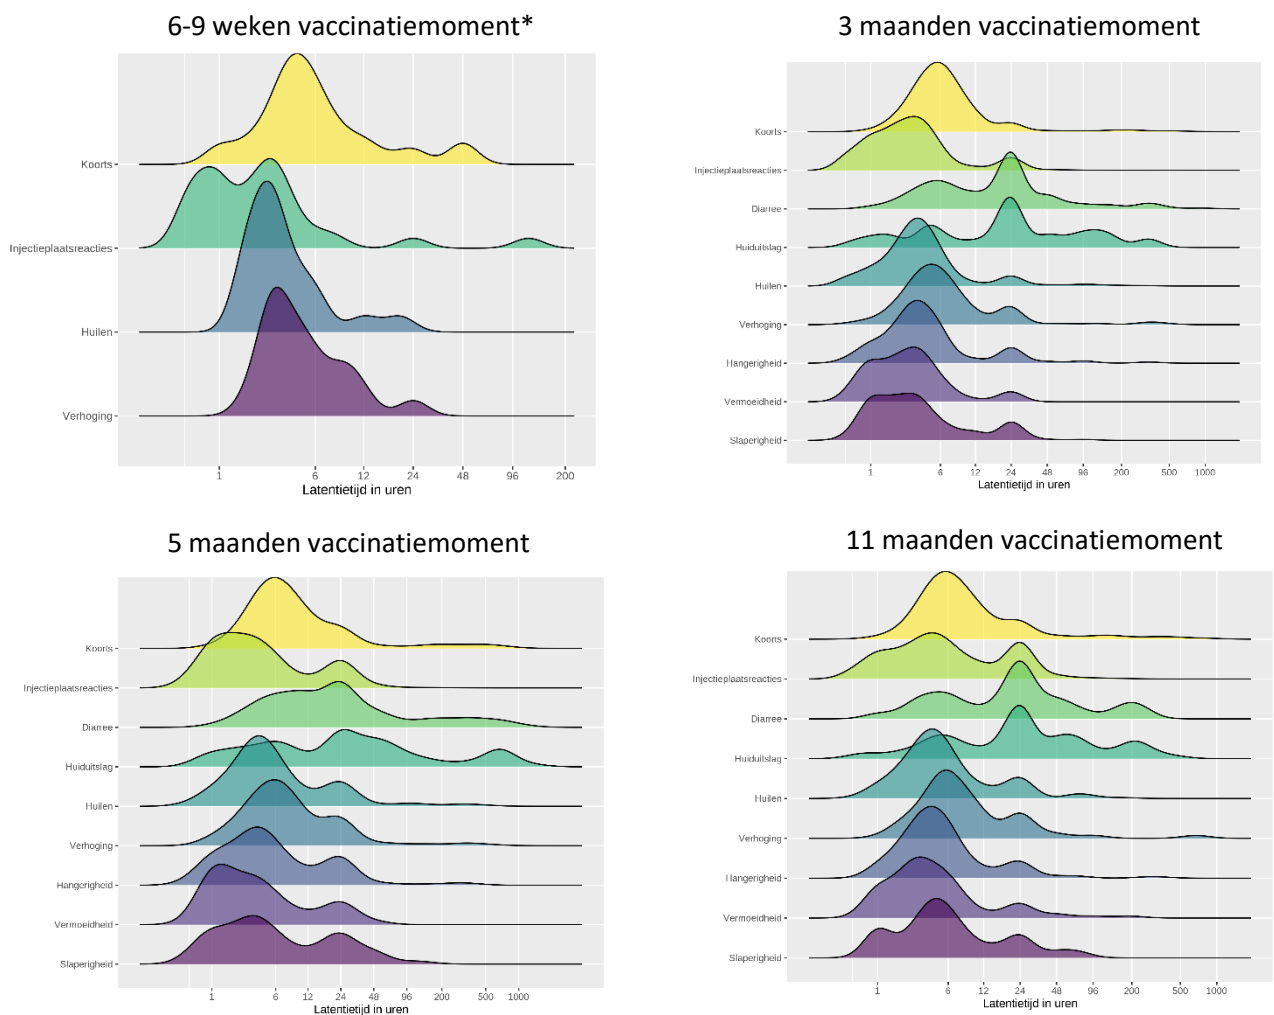 6-9 weken vaccinatiemoment*
Koorts
Injectieplaatsreacties
Huilen
Verhoging
1 6 12 24 48 96 200
Latentietijd in uren
3 maanden vaccinatiemoment
Koorts
Injectieplaatsreacties
Diarree
Huiduitslag
Huilen
Verhoging
Hangerigheid
Vermoeidheid
Slaperigheid
1 6 12 24 48 96 200 500 1000
Latentietijd in uren
5 maanden vaccinatiemoment
Koorts
Injectieplaatsreacties
Diarree
Huiduitslag
Huilen
Verhoging
Hangerigheid
Vermoeidheid
Slaperigheid
1 6 12 24 48 96 200 500 1000
Latentietijd in uren
11 maanden vaccinatiemoment
Koorts
Injectieplaatsreacties
Diarree
Huiduitslag
Huilen
Verhoging
Hangerigheid
Vermoeidheid
Slaperigheid
1 6 12 24 48 96 200 500 1000
Latentietijd in uren